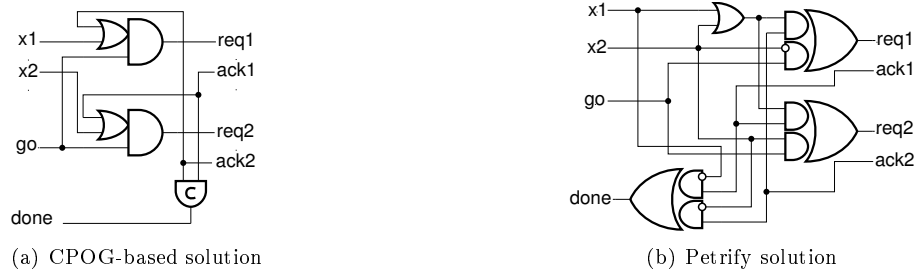 x1
req1
x2
ack1
req2
go
ack2
C
done
(a) CPOG-based solution
x1
req1
x2
ack1
go
req2
ack2
done
(b) Petrify solution